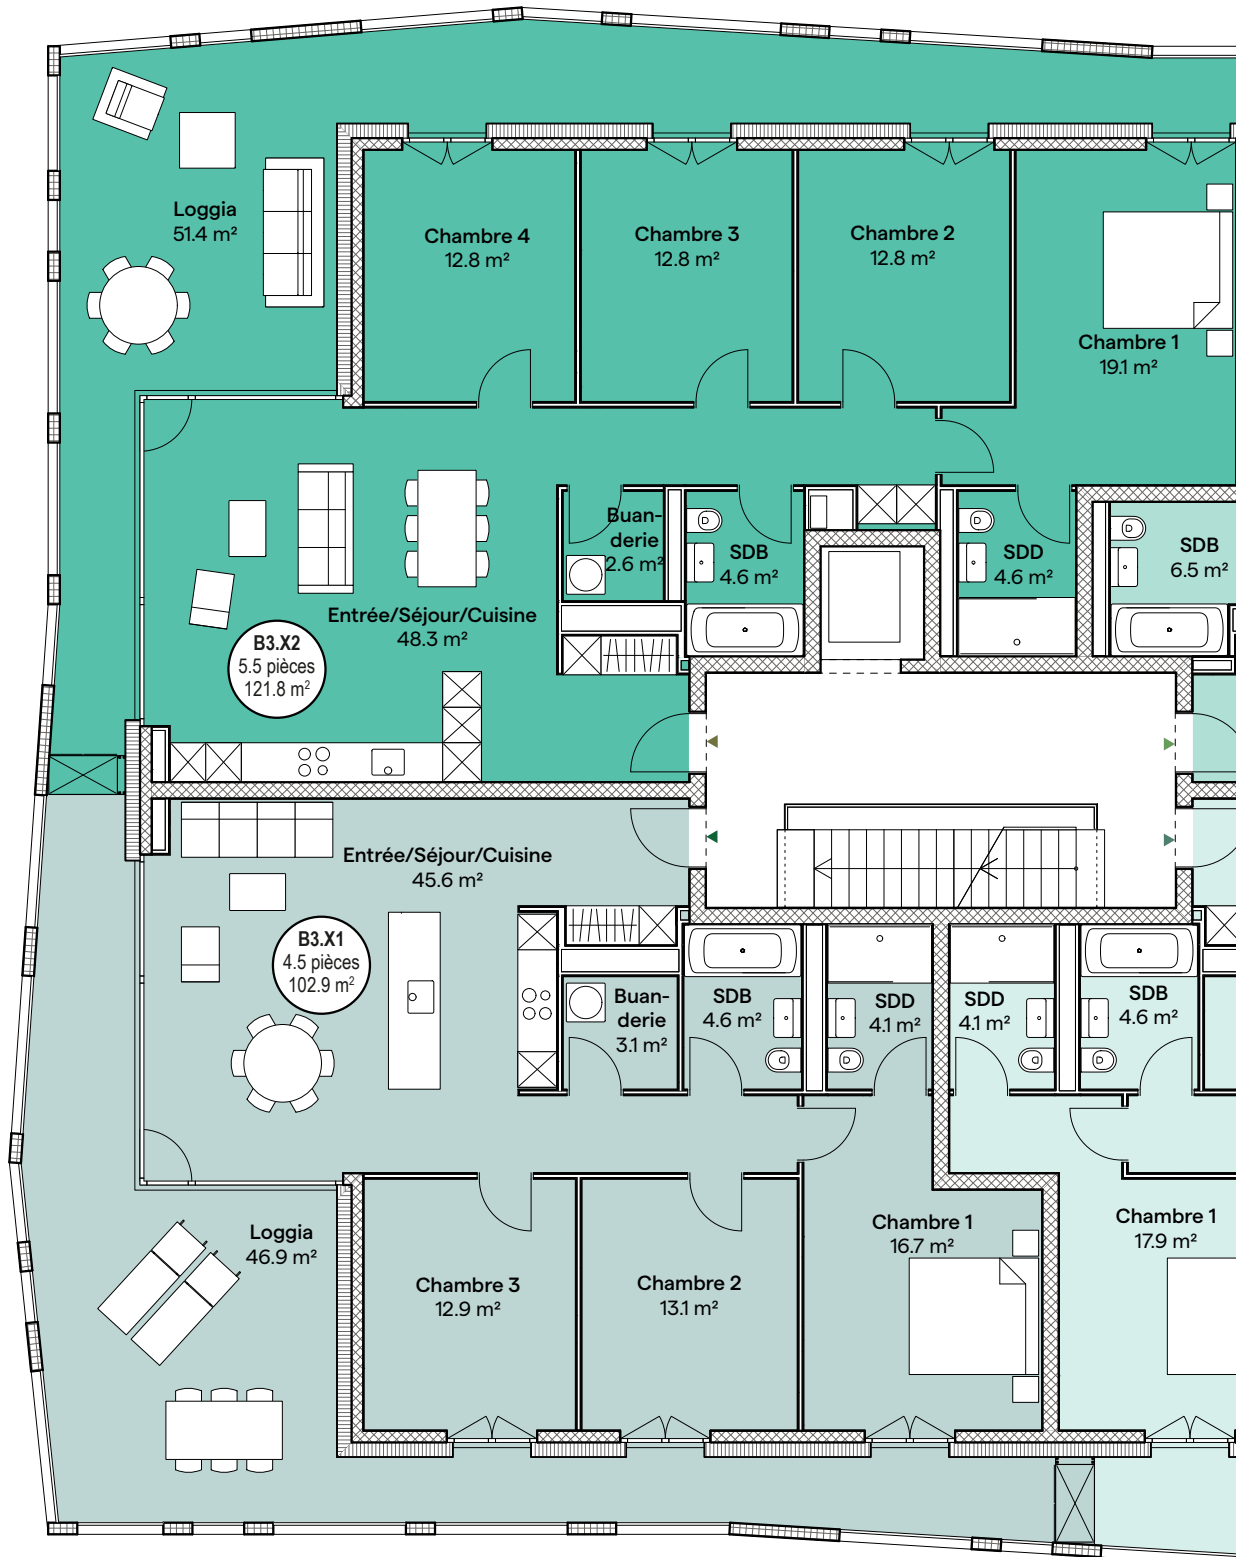 Loggia
51.4 m²
Chambre 4
12.8 m²
Chambre 3
12.8 m²
Chambre 2
12.8 m²
Chambre 1
19.1 m²
Buan-
derie
2.6 m²
SDB
4.6 m²
SDD
4.6 m²
SDB
6.5 m²
Entrée/Séjour/Cuisine
48.3 m²
B3.X2
5.5 pièces
121.8 m²
Entrée/Séjour/Cuisine
45.6 m²
B3.X1
4.5 pièces
102.9 m²
Buan-
derie
3.1 m²
SDB
4.6 m²
SDD
4.1 m²
SDD
4.1 m²
SDB
4.6 m²
Loggia
46.9 m²
Chambre 3
12.9 m²
Chambre 2
13.1 m²
Chambre 1
16.7 m²
Chambre 1
17.9 m²